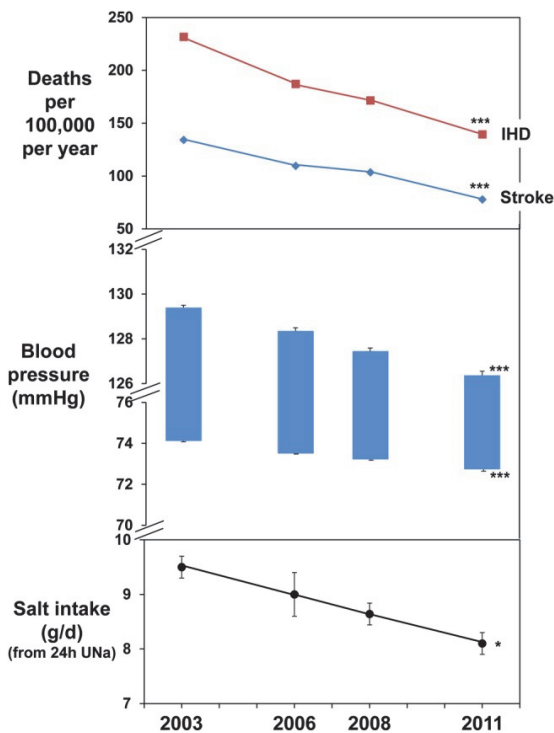 250
Deaths
per
100,000
per year
200
150
100
50
***
IHD
***
Stroke
132
130
128
126
Blood
pressure
(mmHg)
76
74
72
70
***
***
10
9
8
7
Salt intake
(g/d)
(from 24h UNa)
*
2003 2006 2008 2011